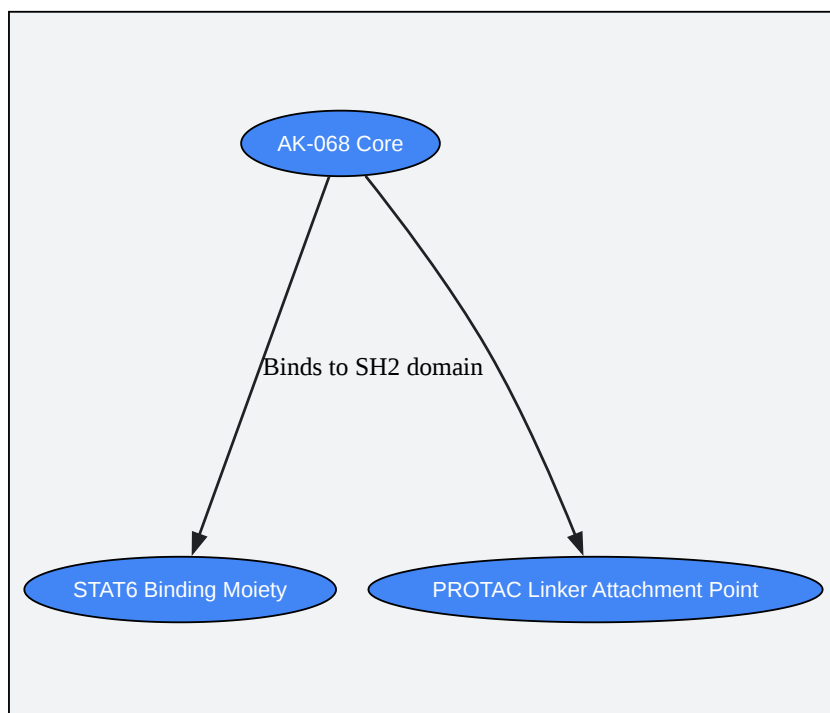 AK-068 Core
Binds to SH2 domain
STAT6 Binding Moiety
PROTAC Linker Attachment Point